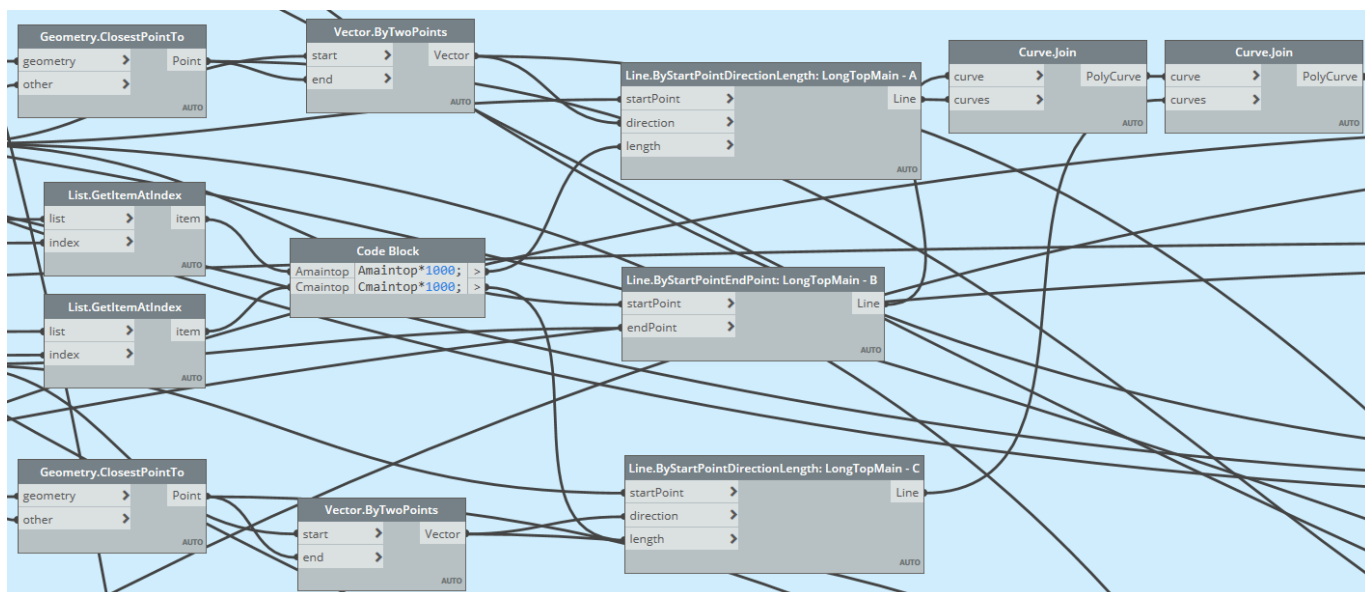 Geometry.ClosestPointTo
geometry > Point
other >
AUTO
Vector.ByTwoPoints
start > Vector
end >
AUTO
Line.ByStartPointDirectionLength: LongTopMain - A
startPoint > Line
direction >
length >
AUTO
Curve.Join
curve > PolyCurve
curves >
AUTO
Curve.Join
curve > PolyCurve
curves >
AUTO
List.GetItemAtIndex
list > item
index >
AUTO
Code Block
Amaintop Amaintop*1000; >
Cmaintop Cmaintop*1000; >
List.GetItemAtIndex
list > item
index >
AUTO
Line.ByStartPointEndPoint: LongTopMain - B
startPoint > Line
endPoint >
AUTO
Geometry.ClosestPointTo
geometry > Point
other >
AUTO
Vector.ByTwoPoints
start > Vector
end >
AUTO
Line.ByStartPointDirectionLength: LongTopMain - C
startPoint > Line
direction >
length >
AUTO